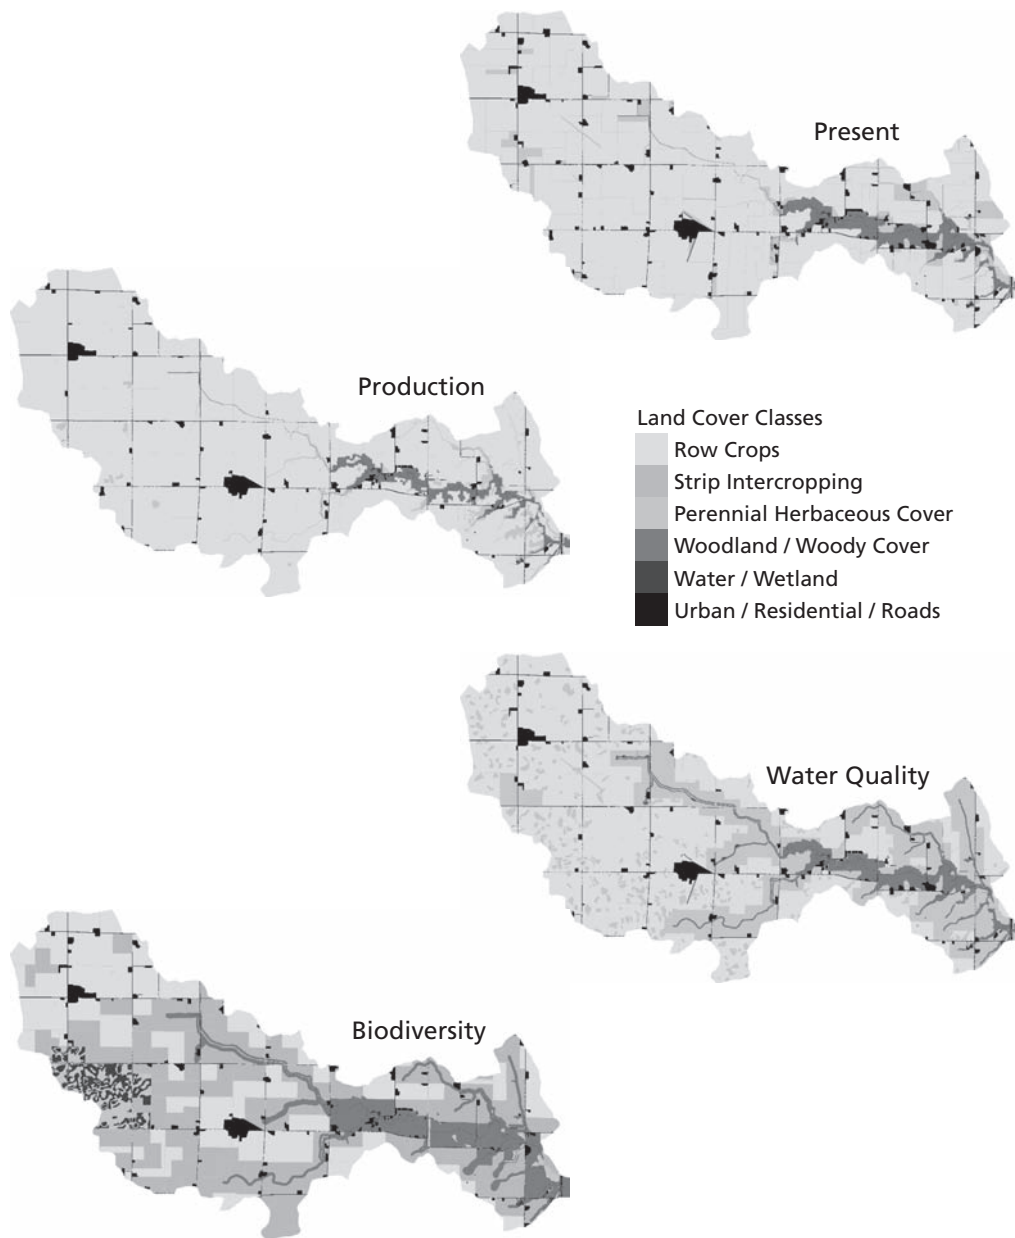 Present
Production
Land Cover Classes
Row Crops
Strip Intercropping
Perennial Herbaceous Cover
Woodland / Woody Cover
Water / Wetland
Urban / Residential / Roads
Water Quality
Biodiversity